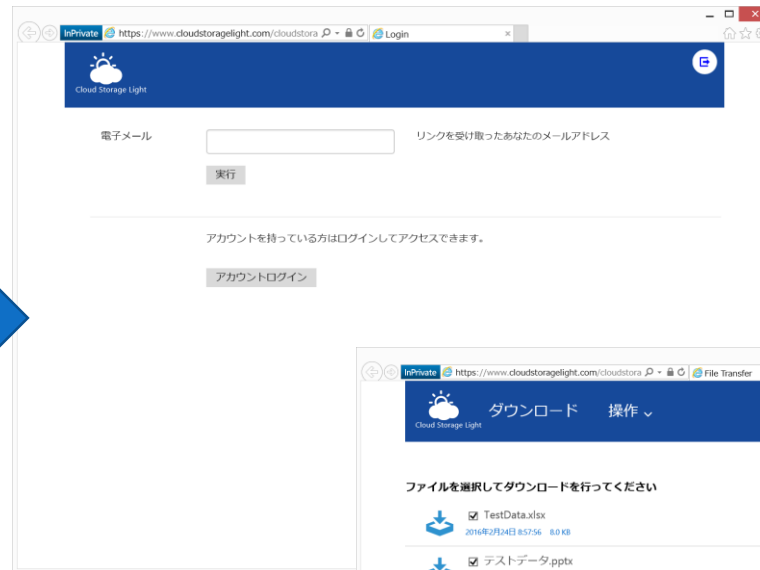 InPrivate https://www.cloudstoragelight.com/cloudstora Login
Cloud Storage Light
電子メール
リンクを受け取ったあなたのメールアドレス
実行
アカウントを持っている方はログインしてアクセスできます。
アカウントログイン
InPrivate https://www.cloudstoragelight.com/cloudstora File Transfer
Cloud Storage Light
ダウンロード 操作
ファイルを選択してダウンロードを行ってください
TestData.xlsx
2016年2月24日 8:57:56 8.0 KB
テストデータ.pptx